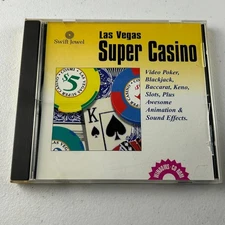 Swift Jewel
Las Vegas
Super Casino
Video Poker,
Blackjack,
Baccarat, Keno,
Slots, Plus
Awesome
Animation &
Sound Effects.
$5
K